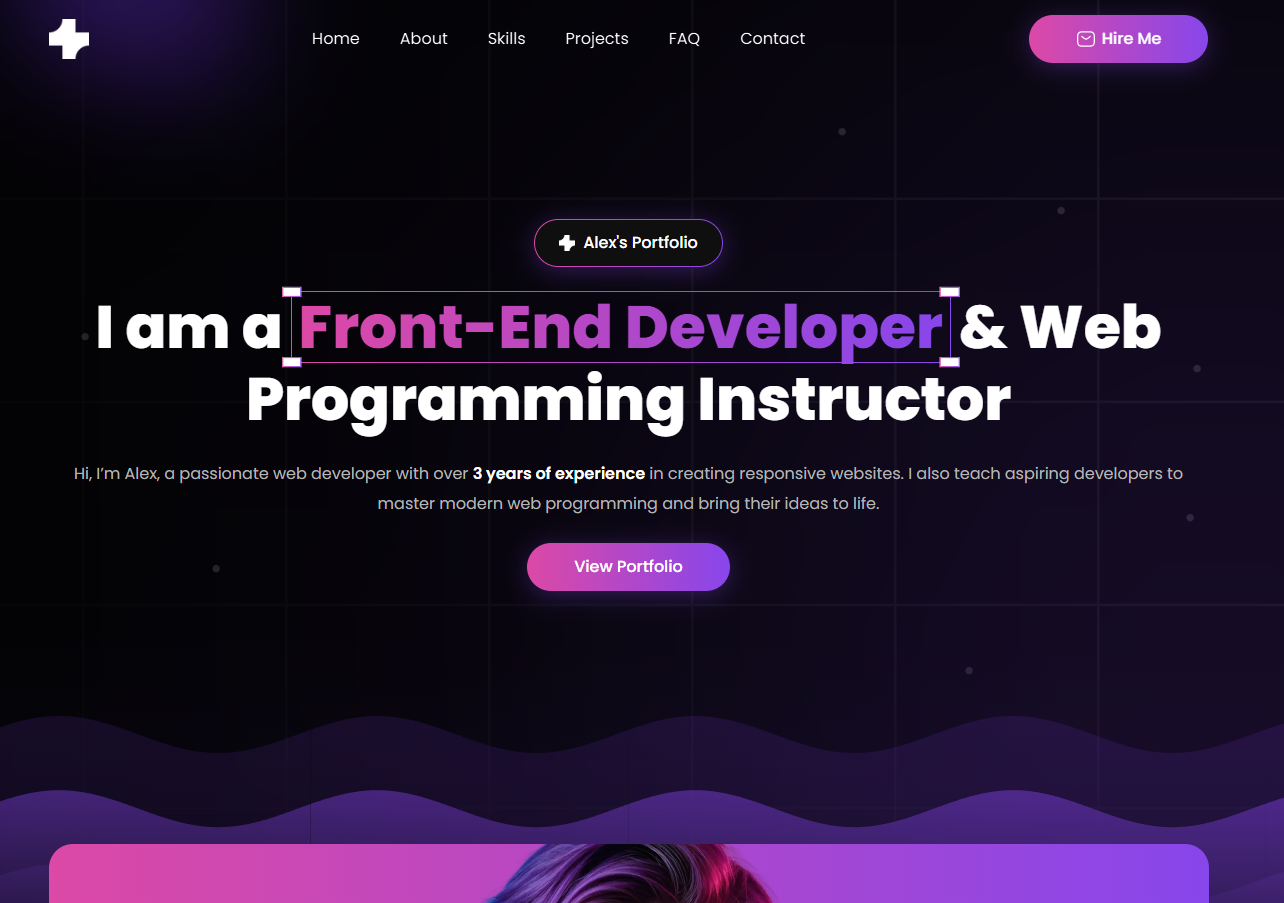 Home About Skills Projects FAQ Contact Hire Me
Alex's Portfolio
I am a Front-End Developer & Web
Programming Instructor
Hi, I’m Alex, a passionate web developer with over 3 years of experience in creating responsive websites. I also teach aspiring developers to
master modern web programming and bring their ideas to life.
View Portfolio